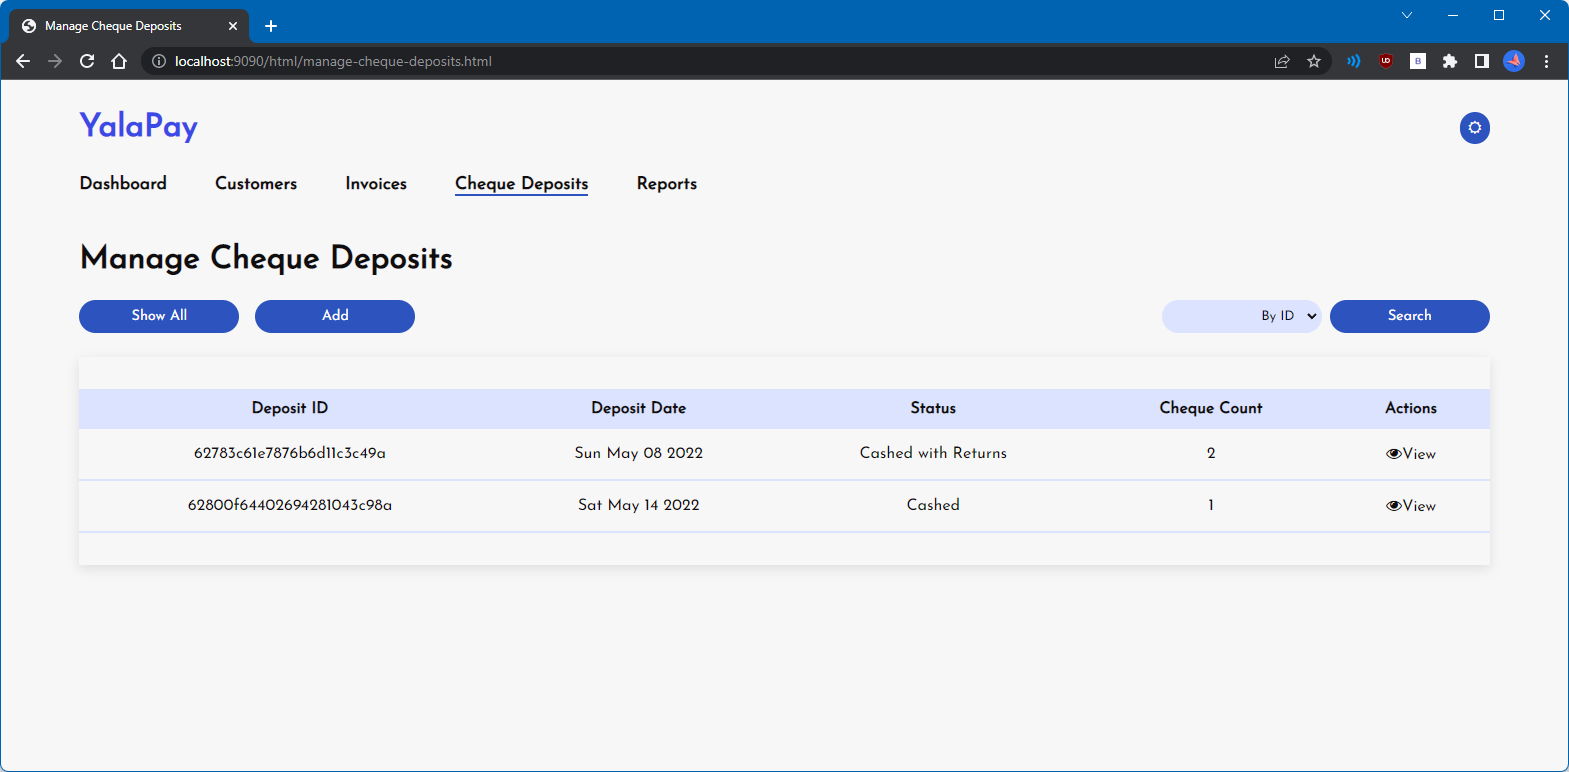 Manage Cheque Deposits
localhost:9090/html/manage-cheque-deposits.html
UD
B
YalaPay
Dashboard Customers Invoices Cheque Deposits Reports
Manage Cheque Deposits
Show All Add By ID Search
Deposit ID Deposit Date Status Cheque Count Actions
62783c61e7876b6d11c3c49a Sun May 08 2022 Cashed with Returns 2 View
62800f64402694281043c98a Sat May 14 2022 Cashed 1 View